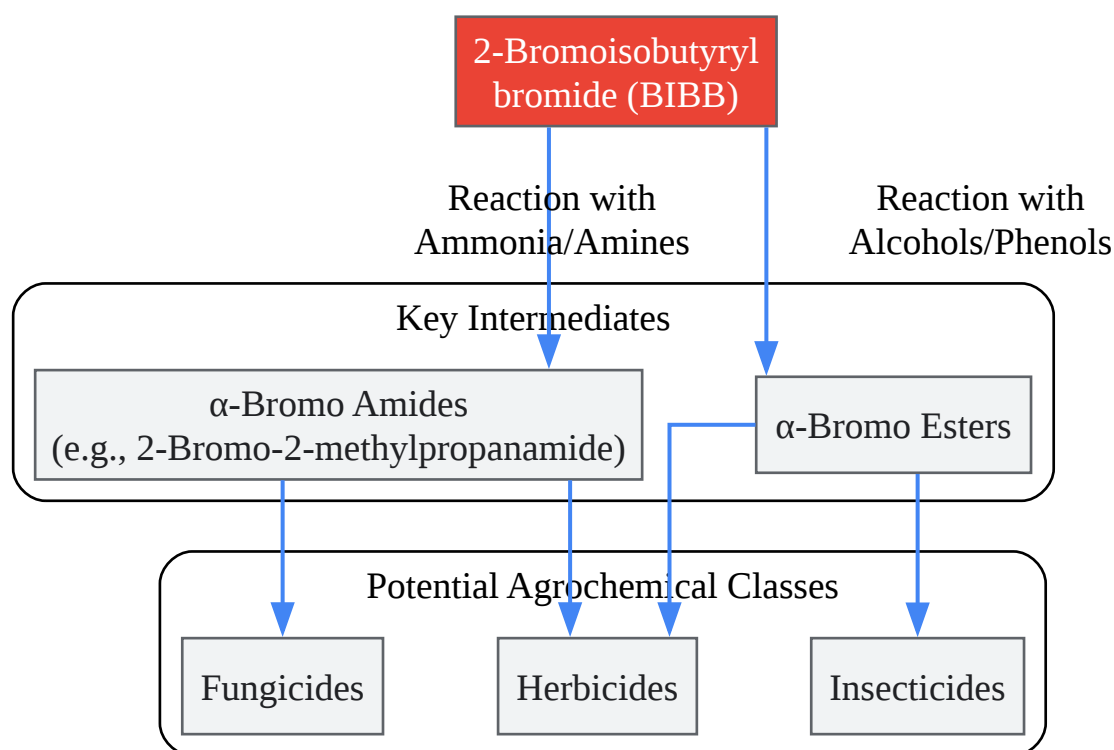 2-Bromoisobutyryl
bromide (BIBB)
Reaction with
Ammonia/Amines
Reaction with
Alcohols/Phenols
Key Intermediates
α-Bromo Amides
(e.g., 2-Bromo-2-methylpropanamide)
α-Bromo Esters
Potential Agrochemical Classes
Fungicides
Herbicides
Insecticides